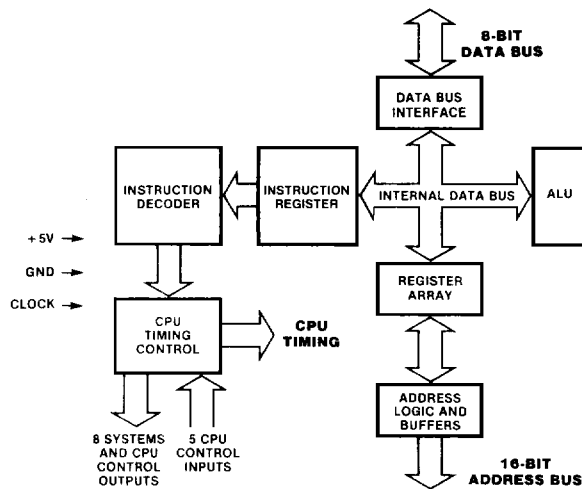 8-BIT
DATA BUS
DATA BUS
INTERFACE
INSTRUCTION
DECODER
INSTRUCTION
REGISTER
INTERNAL DATA BUS
ALU
+5V
GND
CLOCK
REGISTER
ARRAY
CPU
TIMING
CONTROL
CPU
TIMING
ADDRESS
LOGIC AND
BUFFERS
8 SYSTEMS
AND CPU
CONTROL
OUTPUTS
5 CPU
CONTROL
INPUTS
16-BIT
ADDRESS BUS